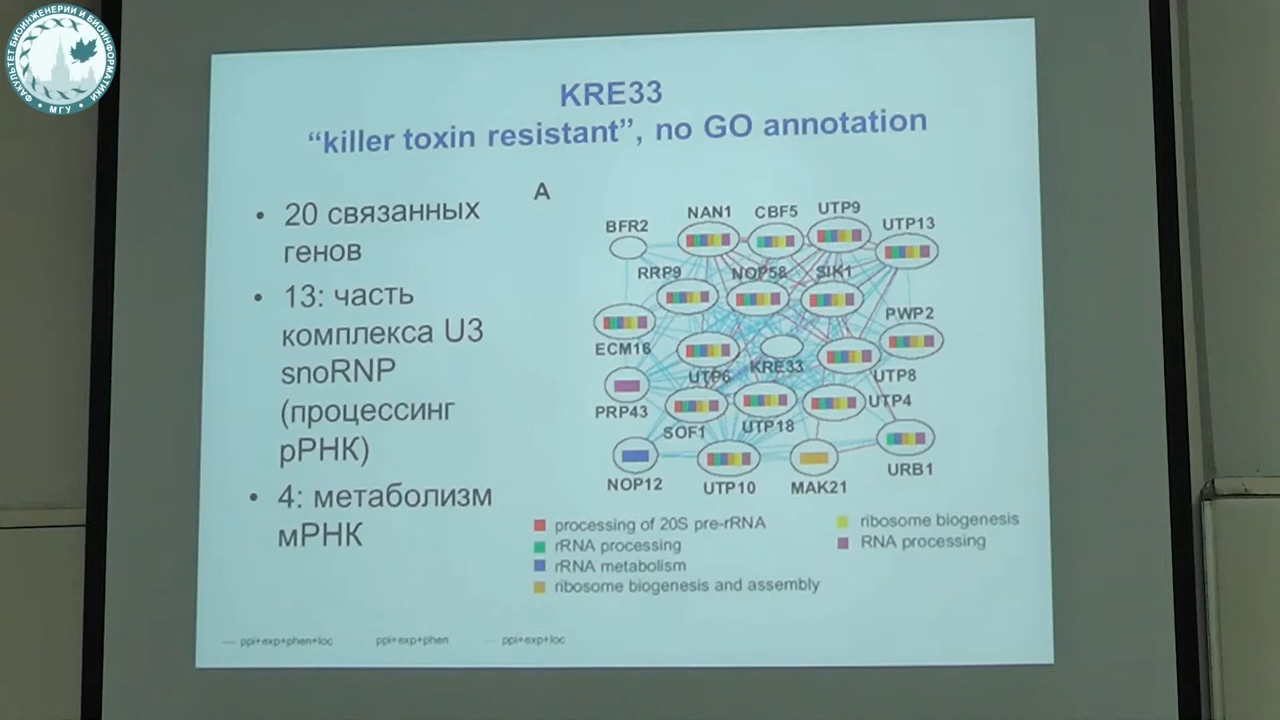 ФАКУЛЬТЕТ БИОИНЖЕНЕРИИ И БИОИНФОРМАТИКИ
МГУ
KRE33
“killer toxin resistant”, no GO annotation
• 20 связанных
генов
• 13: часть
комплекса U3
snoRNP
(процессинг
рРНК)
• 4: метаболизм
мРНК
A
BFR2
NAN1
CBF5
UTP9
UTP13
RRP9
NOP58
SIK1
ECM16
PWP2
UTP6
KRE33
UTP8
PRP43
SOF1
UTP18
UTP4
NOP12
UTP10
MAK21
URB1
processing of 20S pre-rRNA
rRNA processing
rRNA metabolism
ribosome biogenesis and assembly
ribosome biogenesis
RNA processing
ppi+exp+phen+loc
ppi+exp+phen
ppi+exp+loc